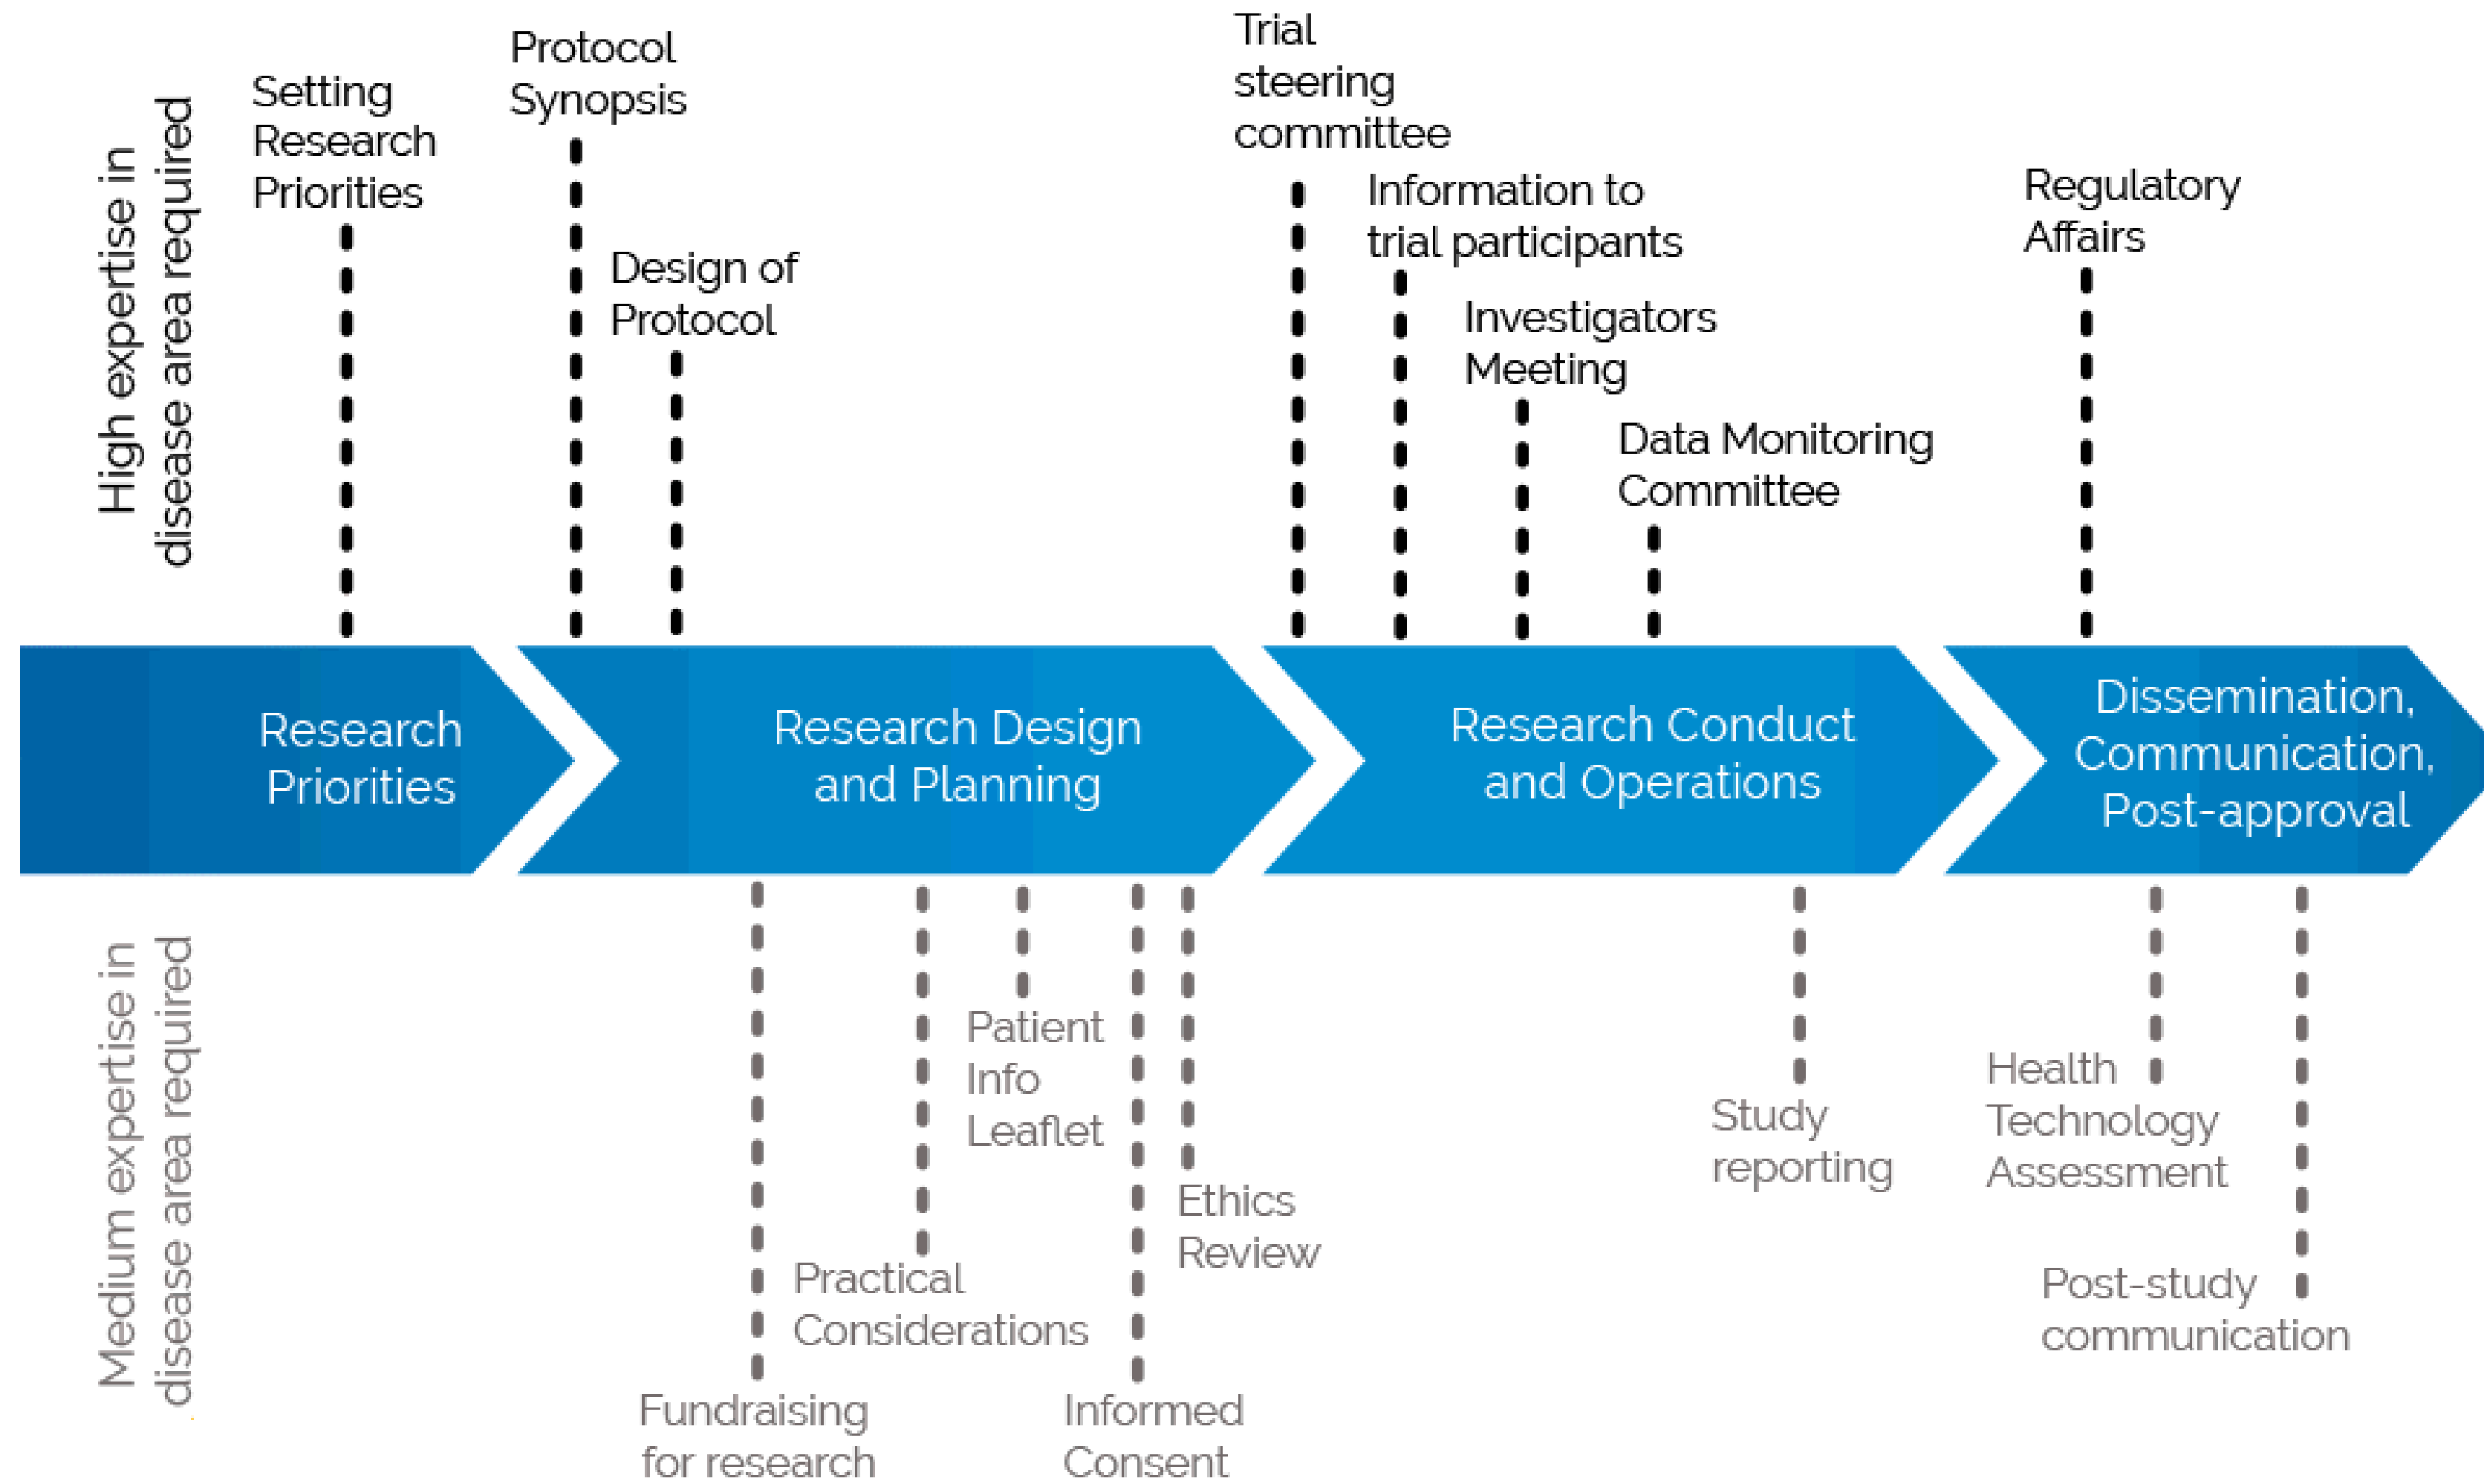 High expertise in
disease area required
Setting
Research
Priorities
Protocol
Synopsis
Design of
Protocol
Trial
steering
committee
Information to
trial participants
Investigators
Meeting
Data Monitoring
Committee
Regulatory
Affairs
Research
Priorities
Research Design
and Planning
Research Conduct
and Operations
Dissemination,
Communication,
Post-approval
Medium expertise in
disease area required
Fundraising
for research
Practical
Considerations
Patient
Info
Leaflet
Informed
Consent
Ethics
Review
Study
reporting
Health
Technology
Assessment
Post-study
communication